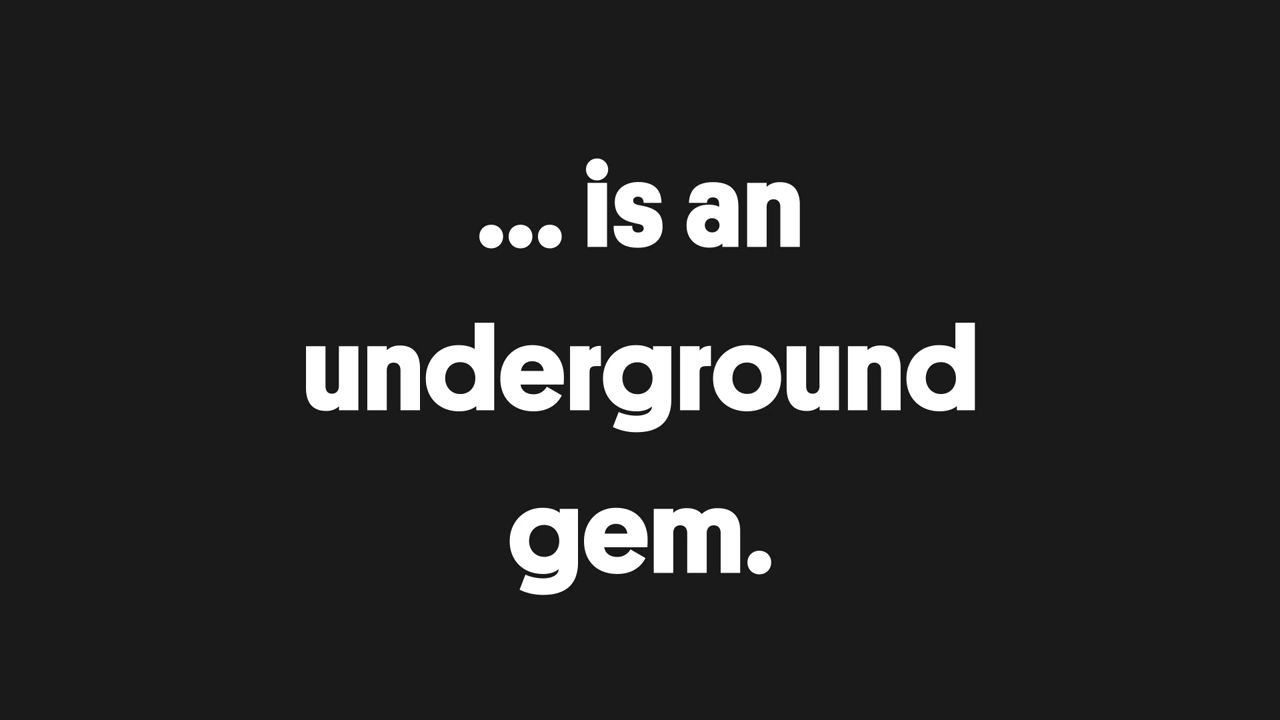 ... is an
underground
gem.